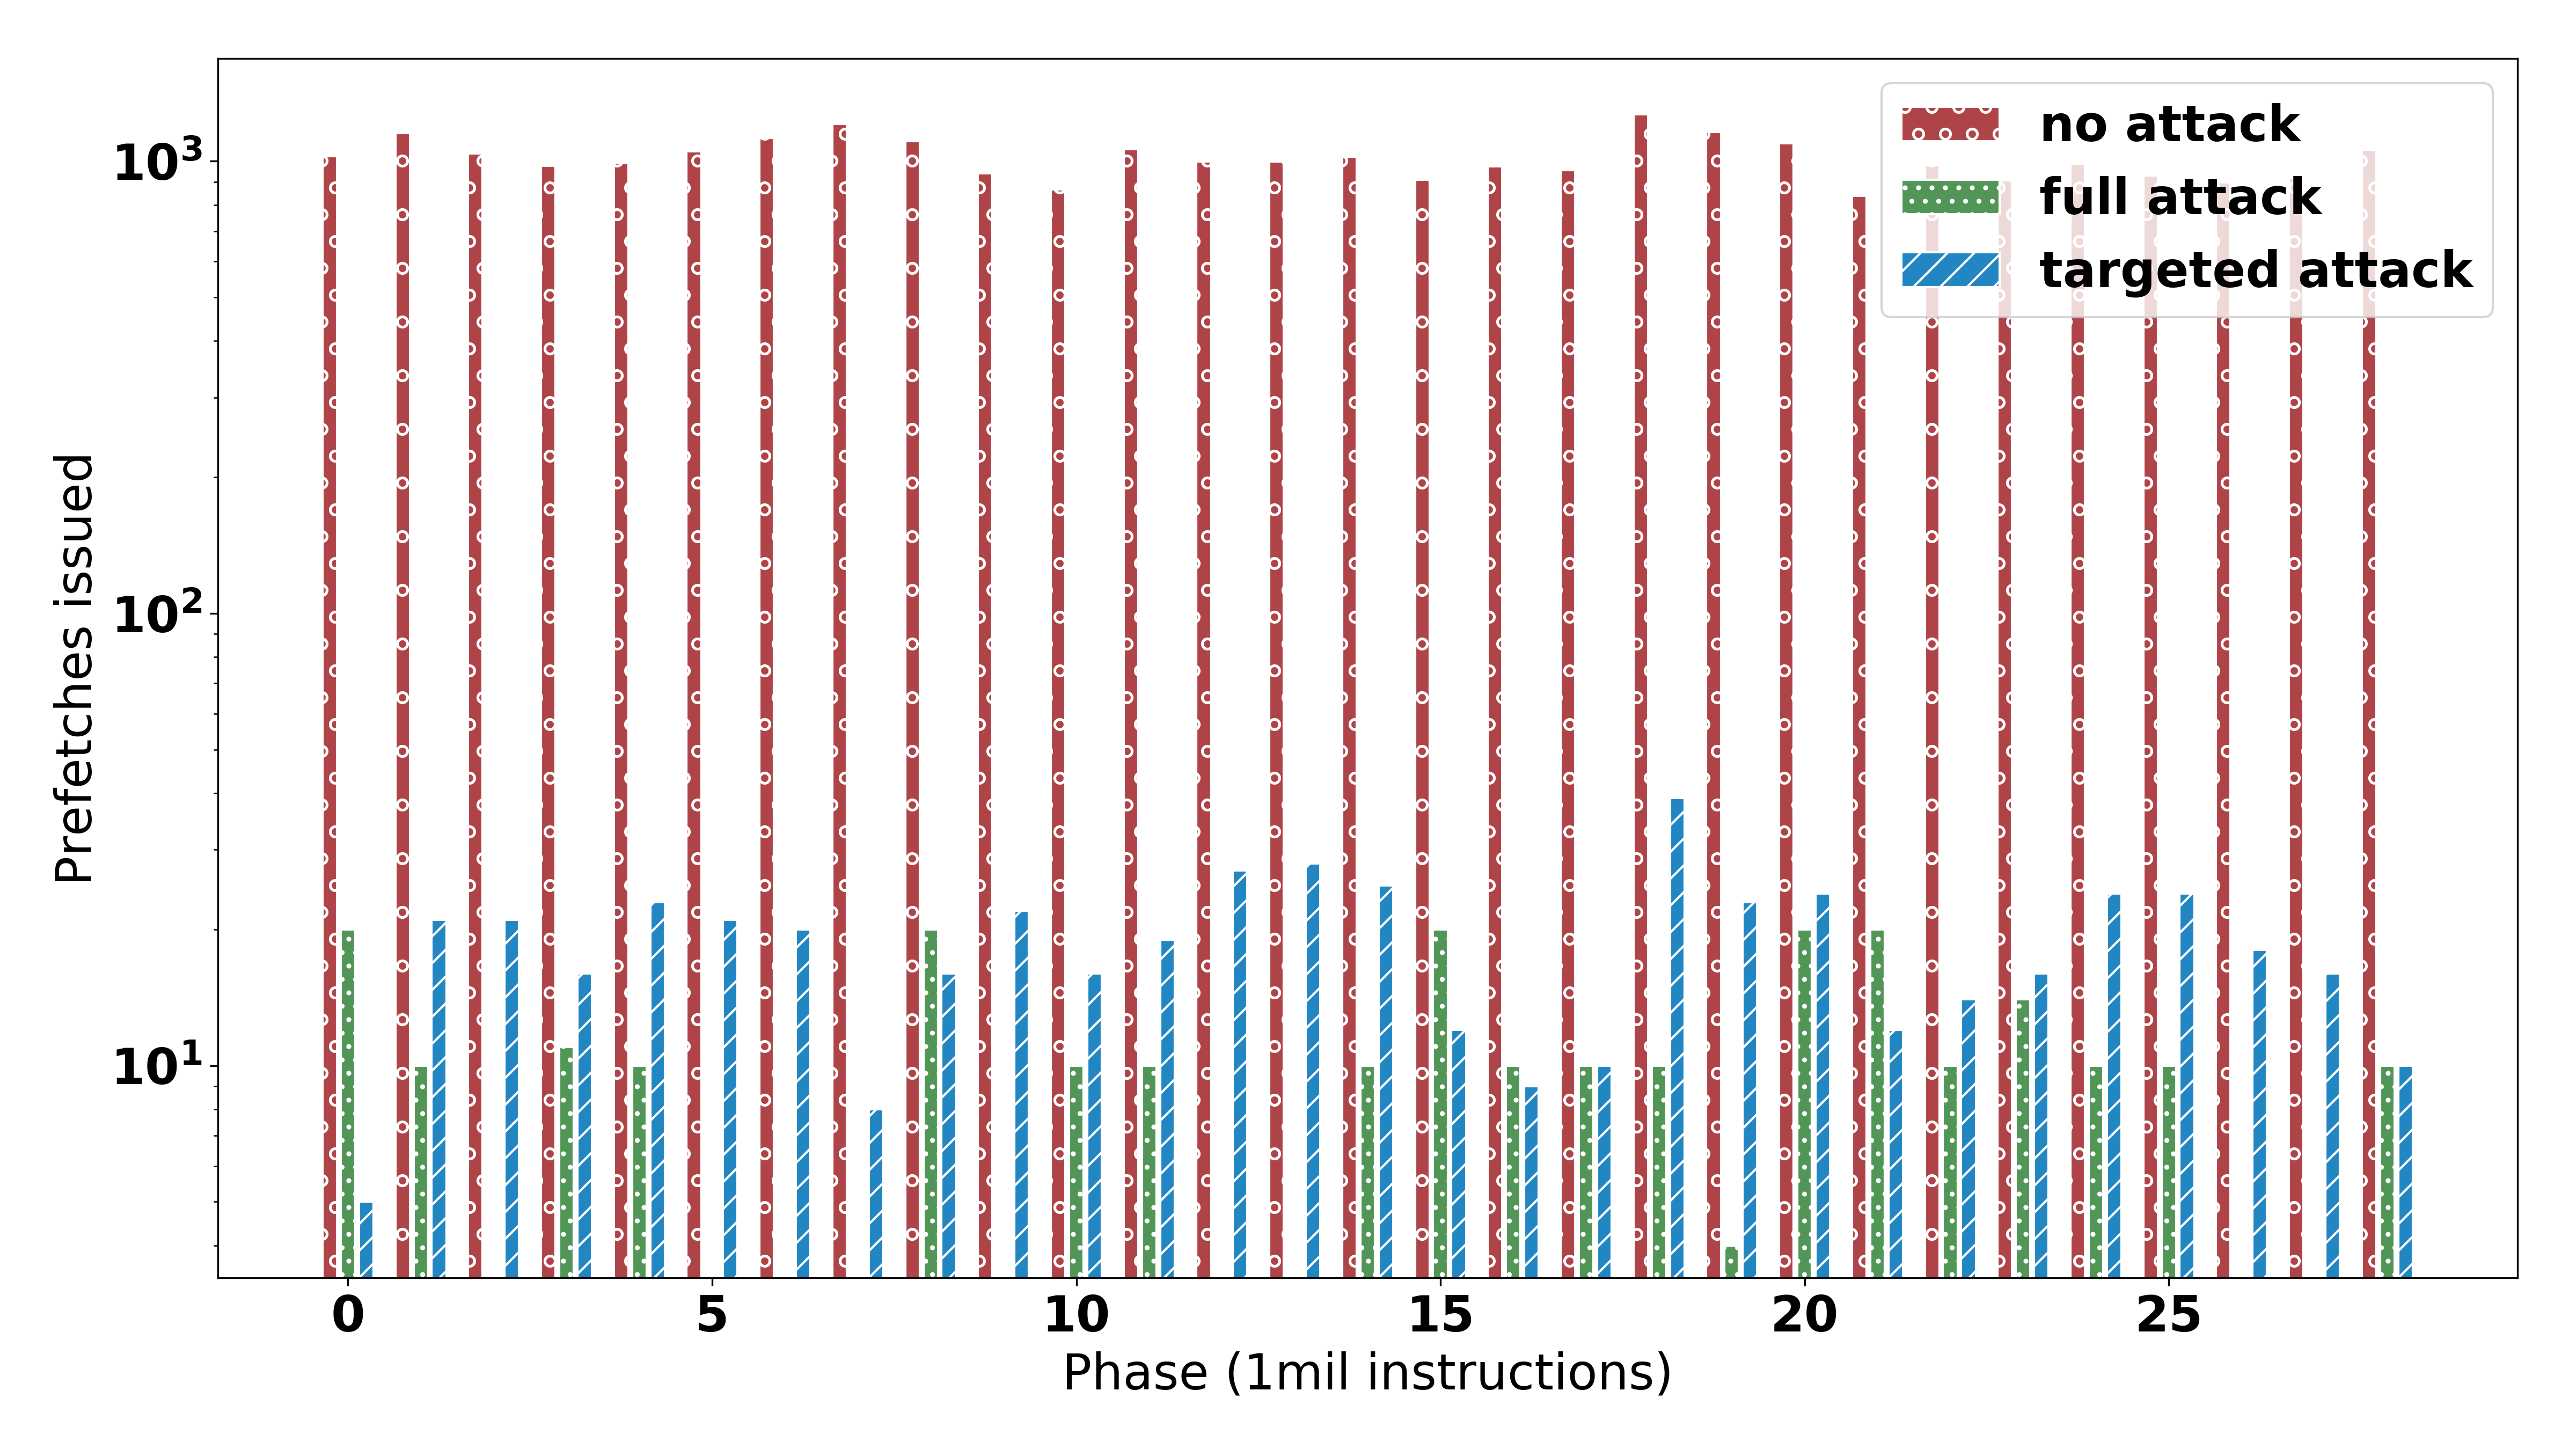 no attack
full attack
targeted attack
Prefetches issued
10³
10²
10¹
0 5 10 15 20 25
Phase (1mil instructions)